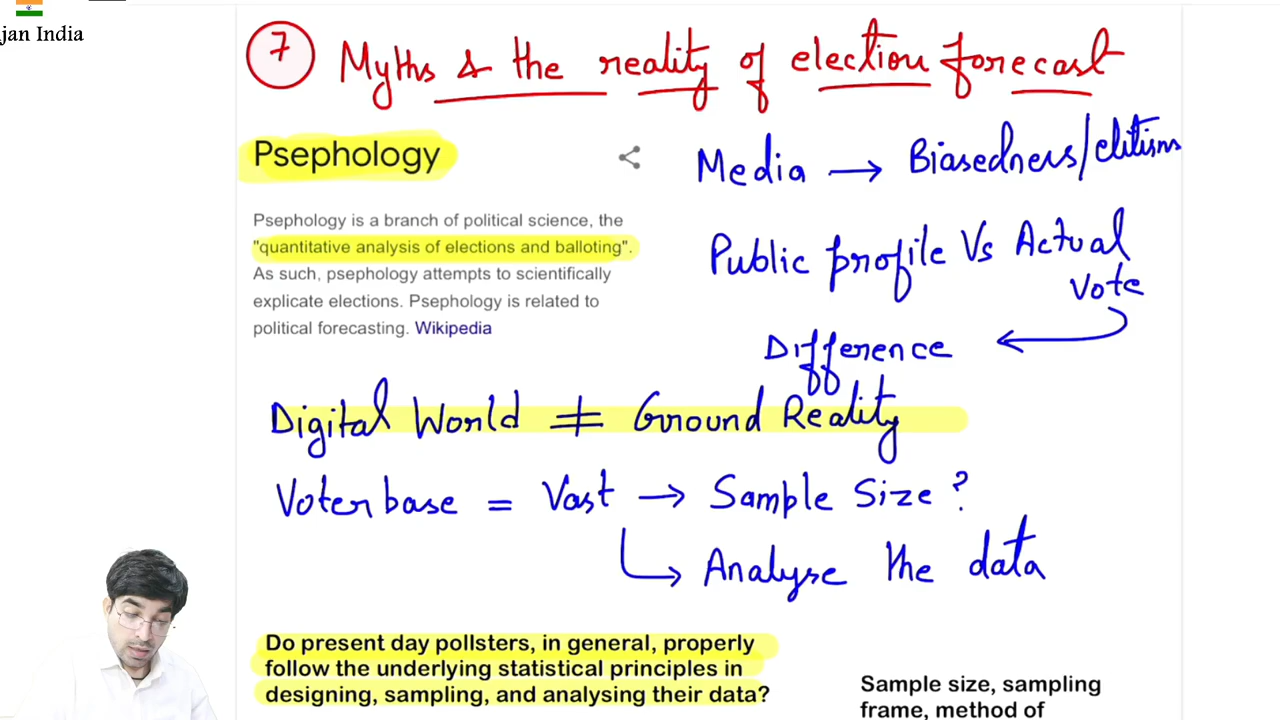 jan India
7 Myths & the reality of election forecast
Psephology
Psephology is a branch of political science, the
"quantitative analysis of elections and balloting".
As such, psephology attempts to scientifically
explicate elections. Psephology is related to
political forecasting. Wikipedia
Media → Biasedness/elitism
Public profile Vs Actual
Vote
Difference
Digital World ≠ Ground Reality
Voterbase = Vast → Sample Size ?
Analyse the data
Do present day pollsters, in general, properly
follow the underlying statistical principles in
designing, sampling, and analysing their data?
Sample size, sampling
frame, method of